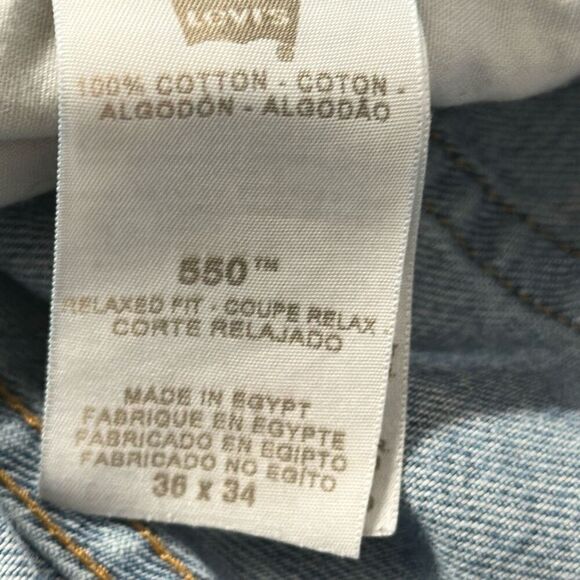 LEVI'S
100% COTTON - COTON -
ALGODÓN - ALGODÃO
550™
RELAXED FIT - COUPE RELAX -
CORTE RELAJADO
MADE IN EGYPT
FABRIQUE EN EGYPTE
FABRICADO EN EGIPTO
FABRICADO NO EGITO
36 x 34